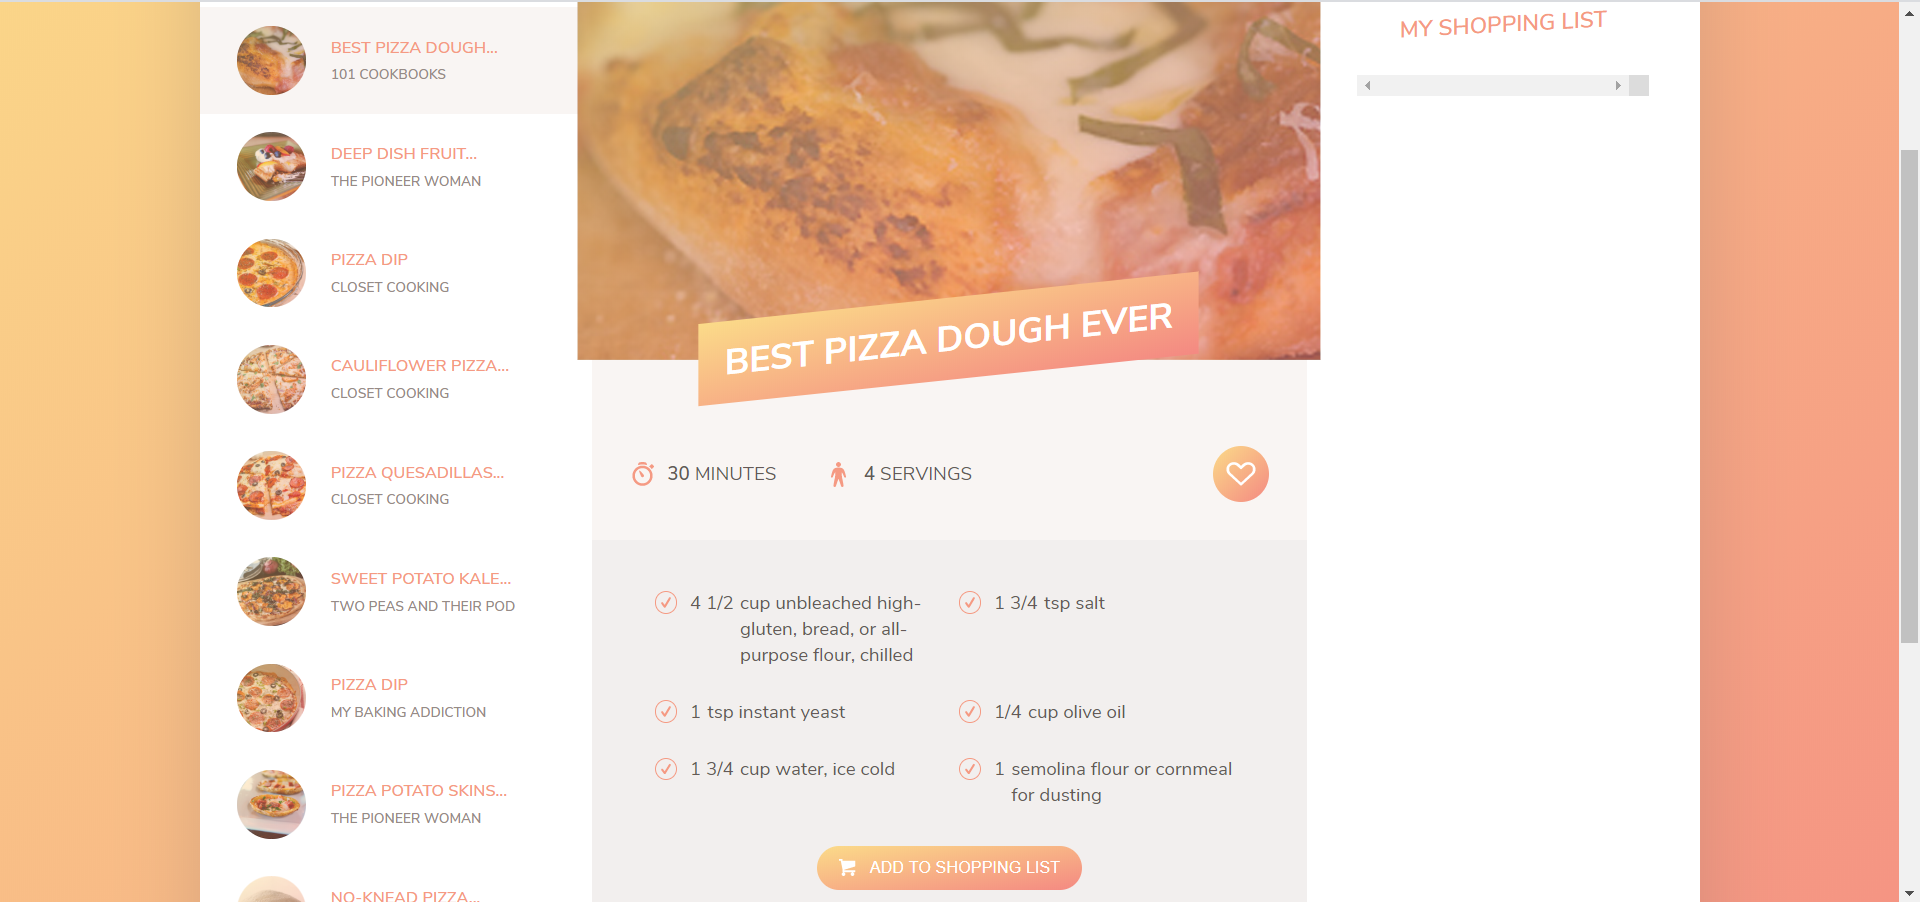 BEST PIZZA DOUGH...
101 COOKBOOKS
DEEP DISH FRUIT...
THE PIONEER WOMAN
PIZZA DIP
CLOSET COOKING
CAULIFLOWER PIZZA...
CLOSET COOKING
PIZZA QUESADILLAS...
CLOSET COOKING
SWEET POTATO KALE...
TWO PEAS AND THEIR POD
PIZZA DIP
MY BAKING ADDICTION
PIZZA POTATO SKINS...
THE PIONEER WOMAN
NO-KNEAD PIZZA...
BEST PIZZA DOUGH EVER
30 MINUTES
4 SERVINGS
4 1/2 cup unbleached high-
gluten, bread, or all-
purpose flour, chilled
1 3/4 tsp salt
1 tsp instant yeast
1/4 cup olive oil
1 3/4 cup water, ice cold
1 semolina flour or cornmeal
for dusting
ADD TO SHOPPING LIST
MY SHOPPING LIST